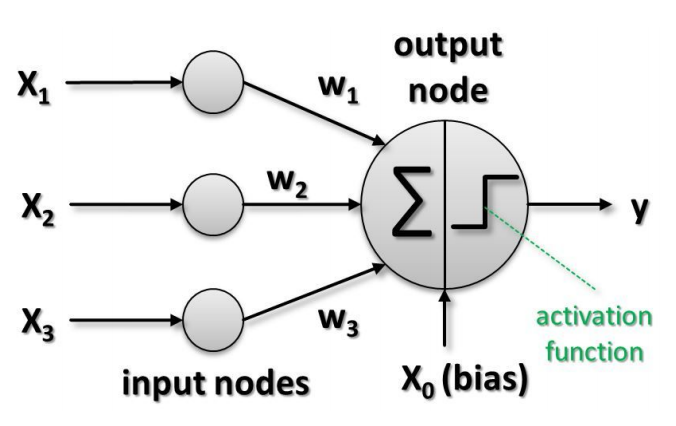 output
node
X₁
w₁
X₂
w₂
Σ
y
X₃
w₃
activation
function
input nodes
X₀ (bias)